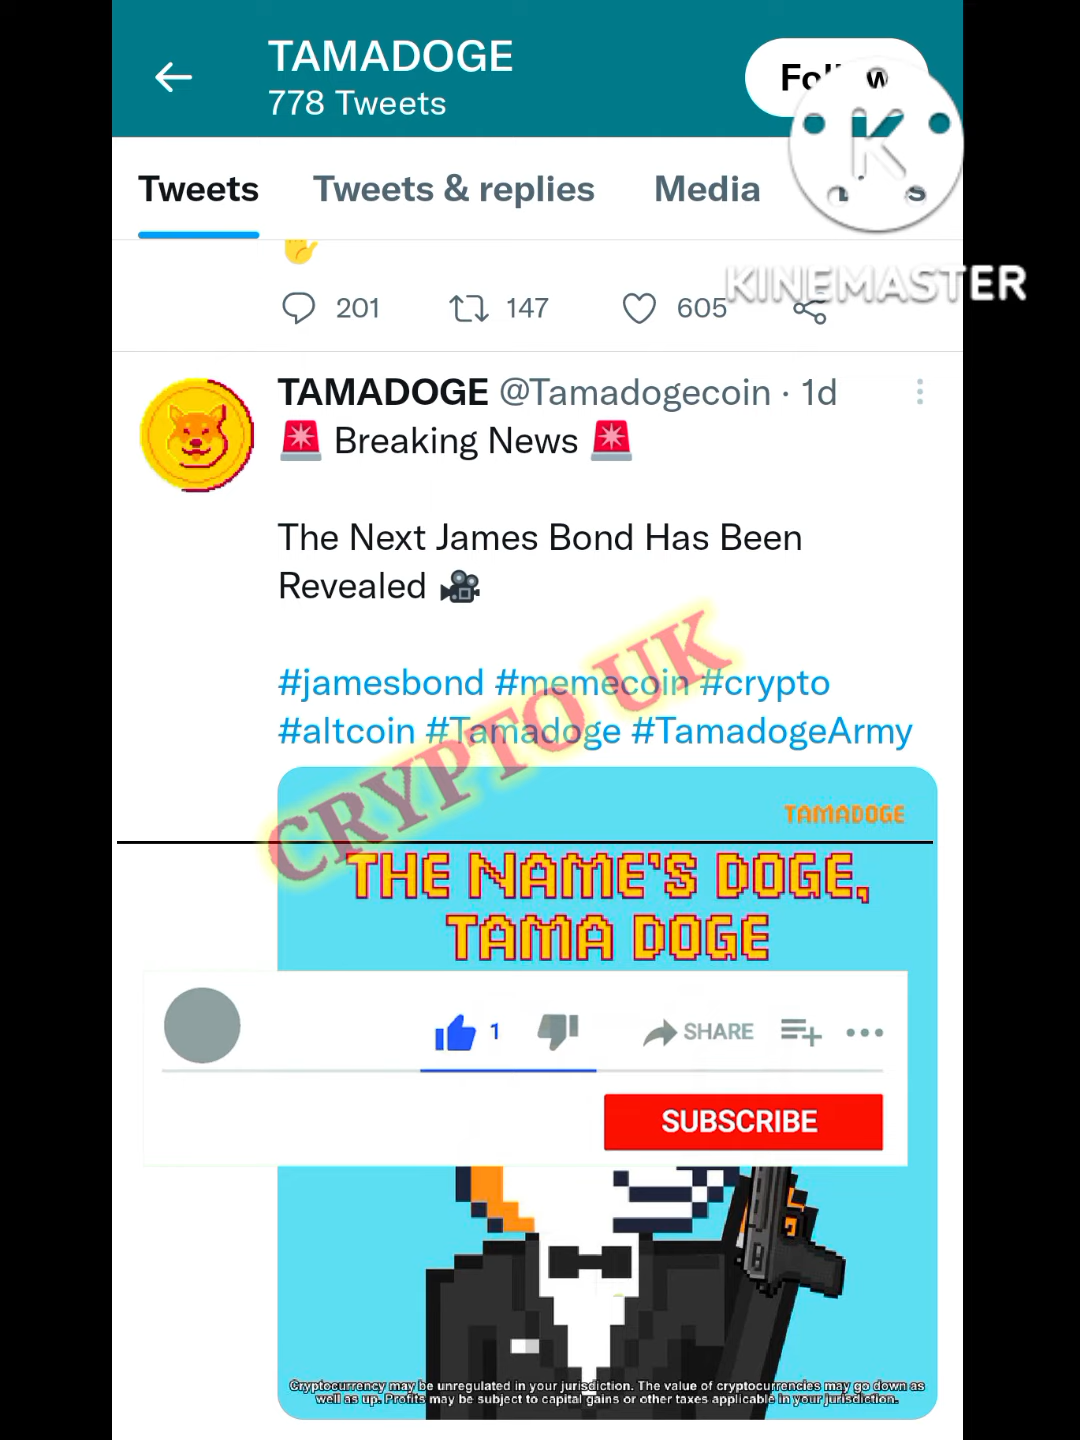 TAMADOGE
778 Tweets
Follow
K
Tweets
Tweets & replies
Media
KINEMASTER
201
147
605
TAMADOGE @Tamadogecoin · 1d
🚨 Breaking News 🚨
The Next James Bond Has Been
Revealed 🎥
#jamesbond #memecoin #crypto
#altcoin #Tamadoge #TamadogeArmy
CRYPTO UK
TAMADOGE
THE NAME'S DOGE,
TAMA DOGE
1
SHARE
SUBSCRIBE
Cryptocurrency may be unregulated in your jurisdiction. The value of cryptocurrencies may go down as
well as up. Profits may be subject to capital gains or other taxes applicable in your jurisdiction.